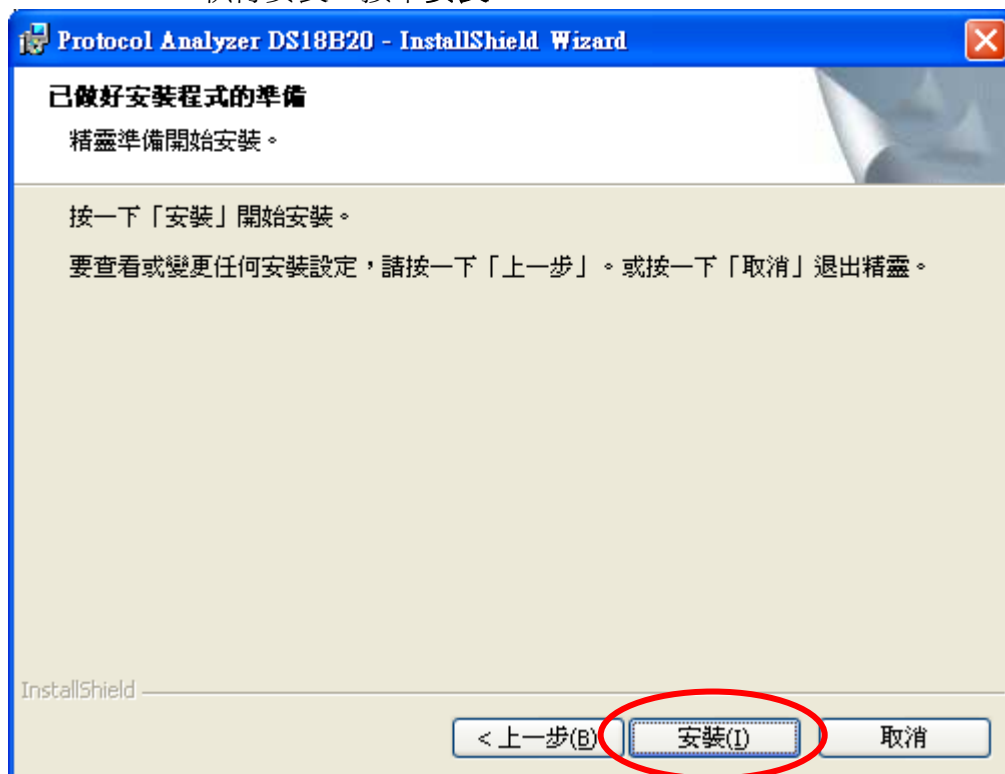 Protocol Analyzer DS18B20 - InstallShield Wizard
已做好安裝程式的準備
精靈準備開始安裝。
按一下「安裝」開始安裝。
要查看或變更任何安裝設定,請按一下「上一步」。或按一下「取消」退出精靈。
InstallShield
< 上一步(B)
安裝(I)
取消